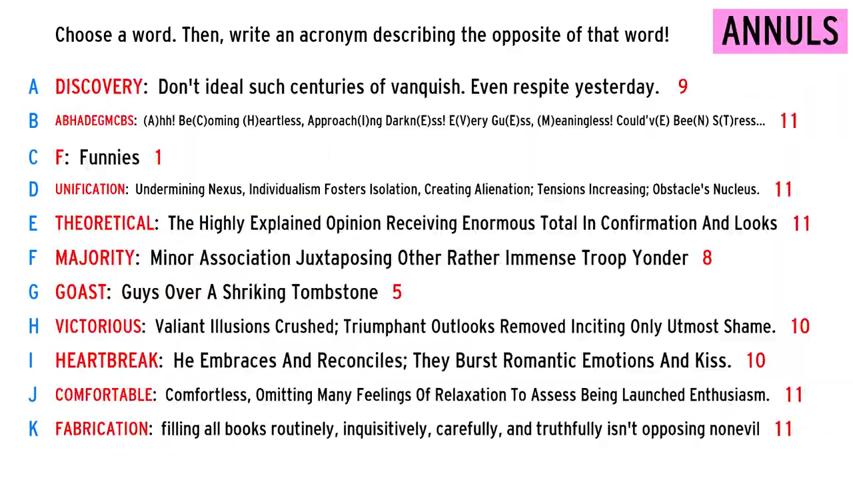 Choose a word. Then, write an acronym describing the opposite of that word!
ANNULS
A DISCOVERY: Don't ideal such centuries of vanquish. Even respite yesterday. 9
B ABHADEGMCBS: (A)hh! Be(C)oming (H)eartless, Approach(I)ng Darkn(E)ss! E(V)ery Gu(E)ss, (M)eaningless! Could'v(E) Bee(N) S(T)ress... 11
C F: Funnies 1
D UNIFICATION: Undermining Nexus, Individualism Fosters Isolation, Creating Alienation; Tensions Increasing; Obstacle's Nucleus. 11
E THEORETICAL: The Highly Explained Opinion Receiving Enormous Total In Confirmation And Looks 11
F MAJORITY: Minor Association Juxtaposing Other Rather Immense Troop Yonder 8
G GOAST: Guys Over A Shriking Tombstone 5
H VICTORIOUS: Valiant Illusions Crushed; Triumphant Outlooks Removed Inciting Only Utmost Shame. 10
I HEARTBREAK: He Embraces And Reconciles; They Burst Romantic Emotions And Kiss. 10
J COMFORTABLE: Comfortless, Omitting Many Feelings Of Relaxation To Assess Being Launched Enthusiasm. 11
K FABRICATION: filling all books routinely, inquisitively, carefully, and truthfully isn't opposing nonevil 11